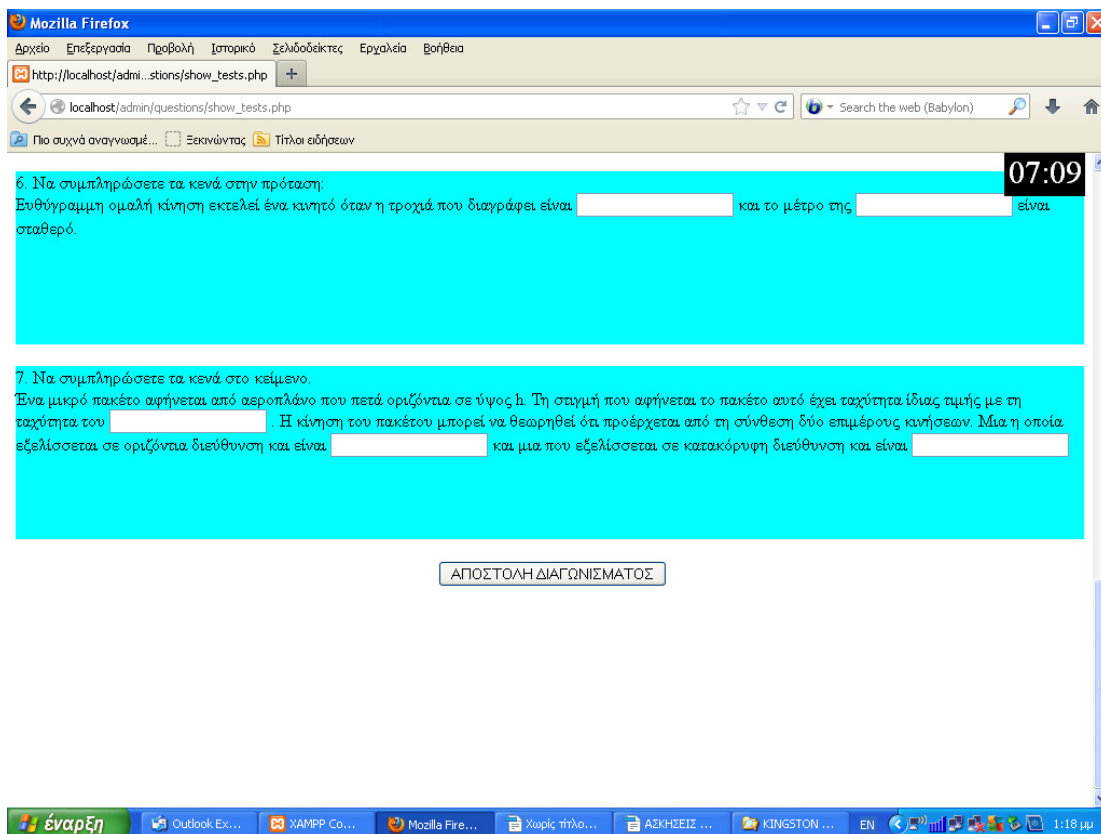 Mozilla Firefox
Αρχείο Επεξεργασία Προβολή Ιστορικό Σελιδοδείκτες Εργαλεία Βοήθεια
http://localhost/admi...stions/show_tests.php +
localhost/admin/questions/show_tests.php Search the web (Babylon)
Πιο συχνά αναγνωσμέ... Ξεκινώντας Τίτλοι ειδήσεων
07:09
6. Να συμπληρώσετε τα κενά στην πρόταση:
Ευθύγραμμη ομαλή κίνηση εκτελεί ένα κινητό όταν η τροχιά που διαγράφει είναι και το μέτρο της είναι
σταθερό.
7. Να συμπληρώσετε τα κενά στο κείμενο.
Ένα μικρό πακέτο αφήνεται από αεροπλάνο που πετά οριζόντια σε ύψος h. Τη στιγμή που αφήνεται το πακέτο αυτό έχει ταχύτητα ίδιας τιμής με τη
ταχύτητα του . Η κίνηση του πακέτου μπορεί να θεωρηθεί ότι προέρχεται από τη σύνθεση δύο επιμέρους κινήσεων. Μια η οποία
εξελίσσεται σε οριζόντια διεύθυνση και είναι και μια που εξελίσσεται σε κατακόρυφη διεύθυνση και είναι
ΑΠΟΣΤΟΛΗ ΔΙΑΓΩΝΙΣΜΑΤΟΣ
έναρξη Outlook Ex... XAMPP Co... Mozilla Fire... Χωρίς τίτλο... ΑΣΚΗΣΕΙΣ ... KINGSTON ... EN 1:18 μμ